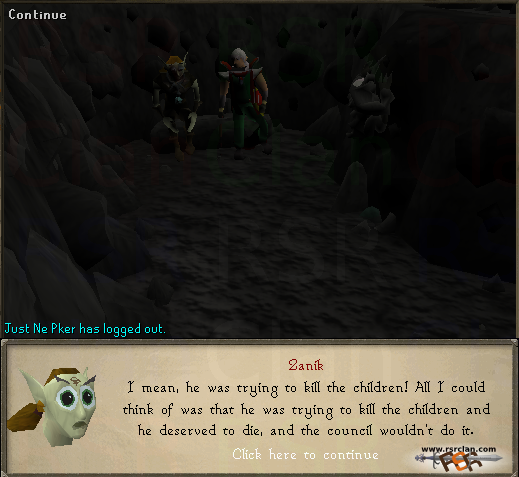 Continue
Just Ne Pker has logged out.
Zanik
I mean, he was trying to kill the children! All I could
think of was that he was trying to kill the children and
he deserved to die, and the council wouldn't do it.
Click here to continue
www.rsrclan.com
RSR